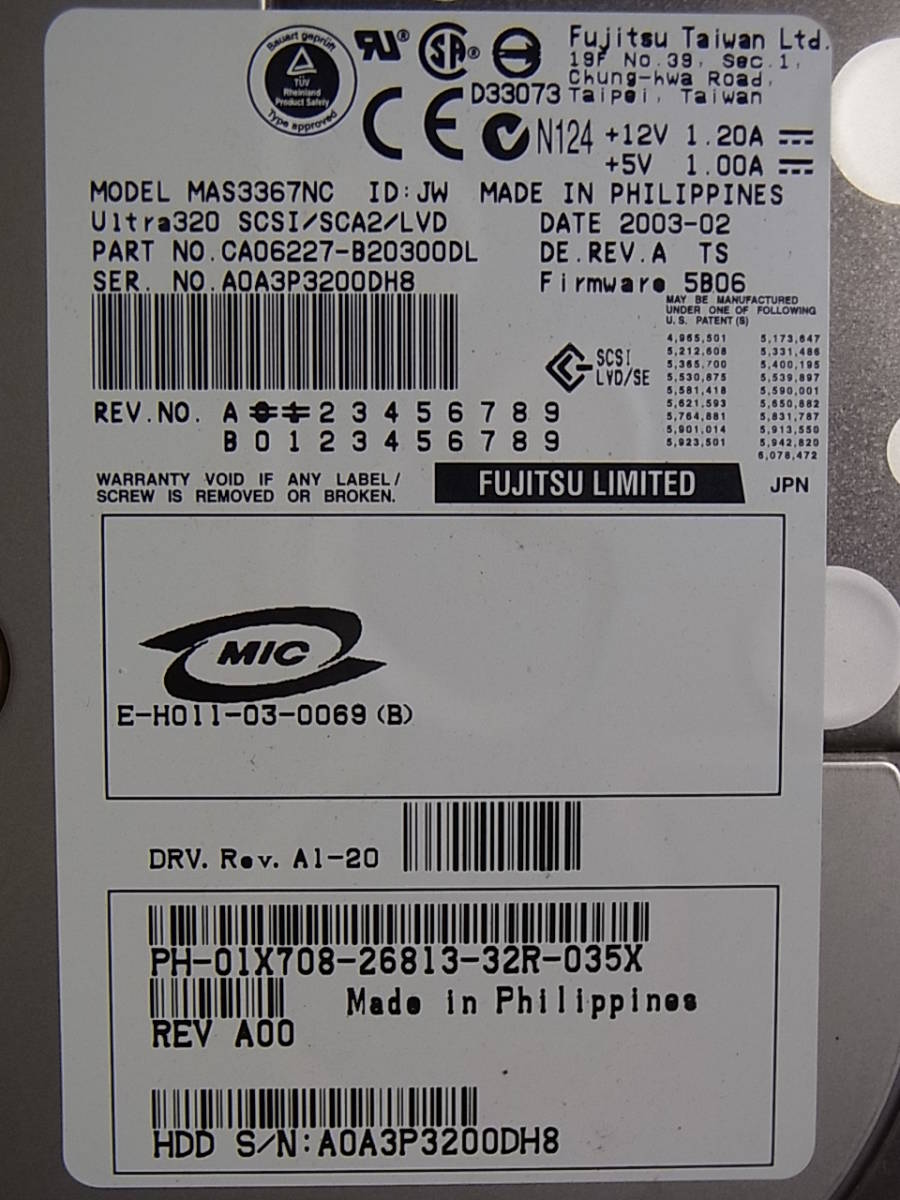 Bauart geprüft
TÜV
Rheinland
Product Safety
Type approved
RU® SA®
D33073
Fujitsu Taiwan Ltd.
19F No.39, Sec.1,
Chung-hwa Road,
Taipei, Taiwan
CE N124 +12V 1.20A
+5V 1.00A
MODEL MAS3367NC ID:JW MADE IN PHILIPPINES
Ultra320 SCSI/SCA2/LVD DATE 2003-02
PART NO.CA06227-B20300DL DE.REV.A TS
SER. NO.A0A3P3200DH8 Firmware 5B06
MAY BE MANUFACTURED
UNDER ONE OF FOLLOWING
U.S. PATENT(S)
4,965,501 5,173,647
5,212,608 5,331,486
5,365,700 5,400,195
5,530,875 5,539,897
5,581,418 5,590,001
5,621,593 5,650,882
5,764,881 5,831,787
5,901,014 5,913,550
5,923,501 5,942,820
6,078,472
SCSI
LVD/SE
REV.NO. A 0 1 2 3 4 5 6 7 8 9
B 0 1 2 3 4 5 6 7 8 9
WARRANTY VOID IF ANY LABEL/
SCREW IS REMOVED OR BROKEN.
FUJITSU LIMITED JPN
MIC
E-H011-03-0069(B)
DRV. Rev. A1-20
PH-01X708-26813-32R-035X
Made in Philippines
REV A00
HDD S/N:A0A3P3200DH8